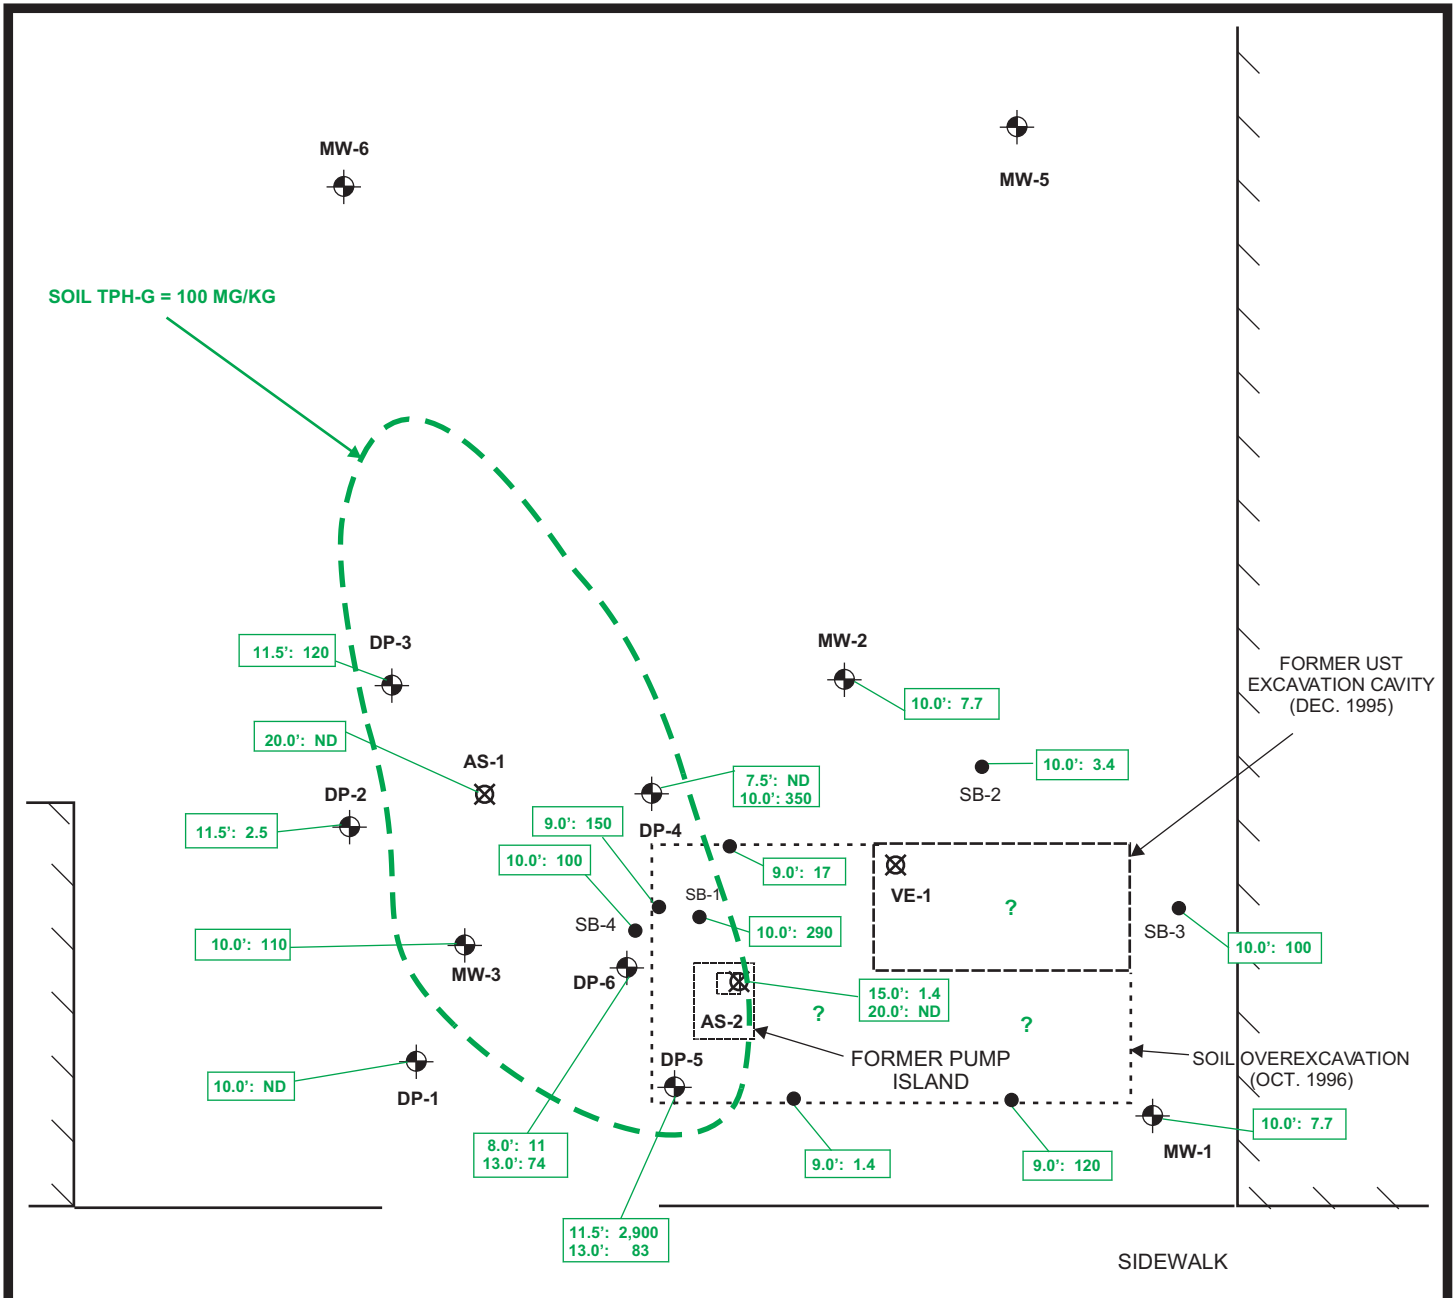 MW-6
MW-5
SOIL TPH-G = 100 MG/KG
DP-3
11.5’: 120
MW-2
10.0’: 7.7
FORMER UST
EXCAVATION CAVITY
(DEC. 1995)
20.0’: ND
AS-1
7.5’: ND
10.0’: 350
10.0’: 3.4
SB-2
DP-2
11.5’: 2.5
9.0’: 150
DP-4
10.0’: 100
9.0’: 17
VE-1
?
SB-1
SB-4
10.0’: 290
SB-3
10.0’: 100
10.0’: 110
MW-3
DP-6
15.0’: 1.4
20.0’: ND
AS-2
?
?
FORMER PUMP
ISLAND
SOIL OVEREXCAVATION
(OCT. 1996)
DP-5
10.0’: ND
DP-1
8.0’: 11
13.0’: 74
9.0’: 1.4
9.0’: 120
10.0’: 7.7
MW-1
11.5’: 2,900
13.0’: 83
SIDEWALK